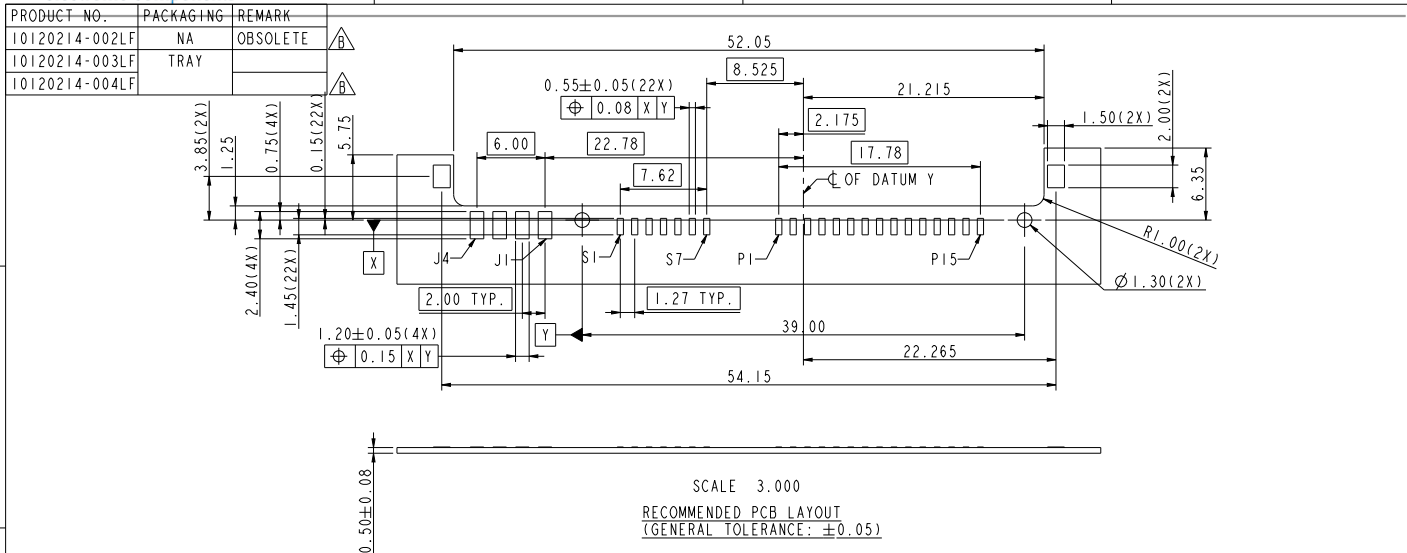 PRODUCT NO. PACKAGING REMARK
10120214-002LF NA OBSOLETE B
10120214-003LF TRAY
10120214-004LF B
52.05
8.525
21.215
0.55±0.05(22X)
⌖ 0.08 X Y
2.175
1.50(2X)
2.00(2X)
3.85(2X)
1.25
0.75(4X)
0.15(22X)
5.75
6.00
22.78
17.78
7.62
℄ OF DATUM Y
6.35
X
J4
J1
S1
S7
P1
P15
R1.00(2X)
Ø1.30(2X)
2.40(4X)
1.45(22X)
2.00 TYP.
1.27 TYP.
1.20±0.05(4X)
⌖ 0.15 X Y
Y
39.00
22.265
54.15
0.50±0.08
SCALE 3.000
RECOMMENDED PCB LAYOUT
(GENERAL TOLERANCE: ±0.05)